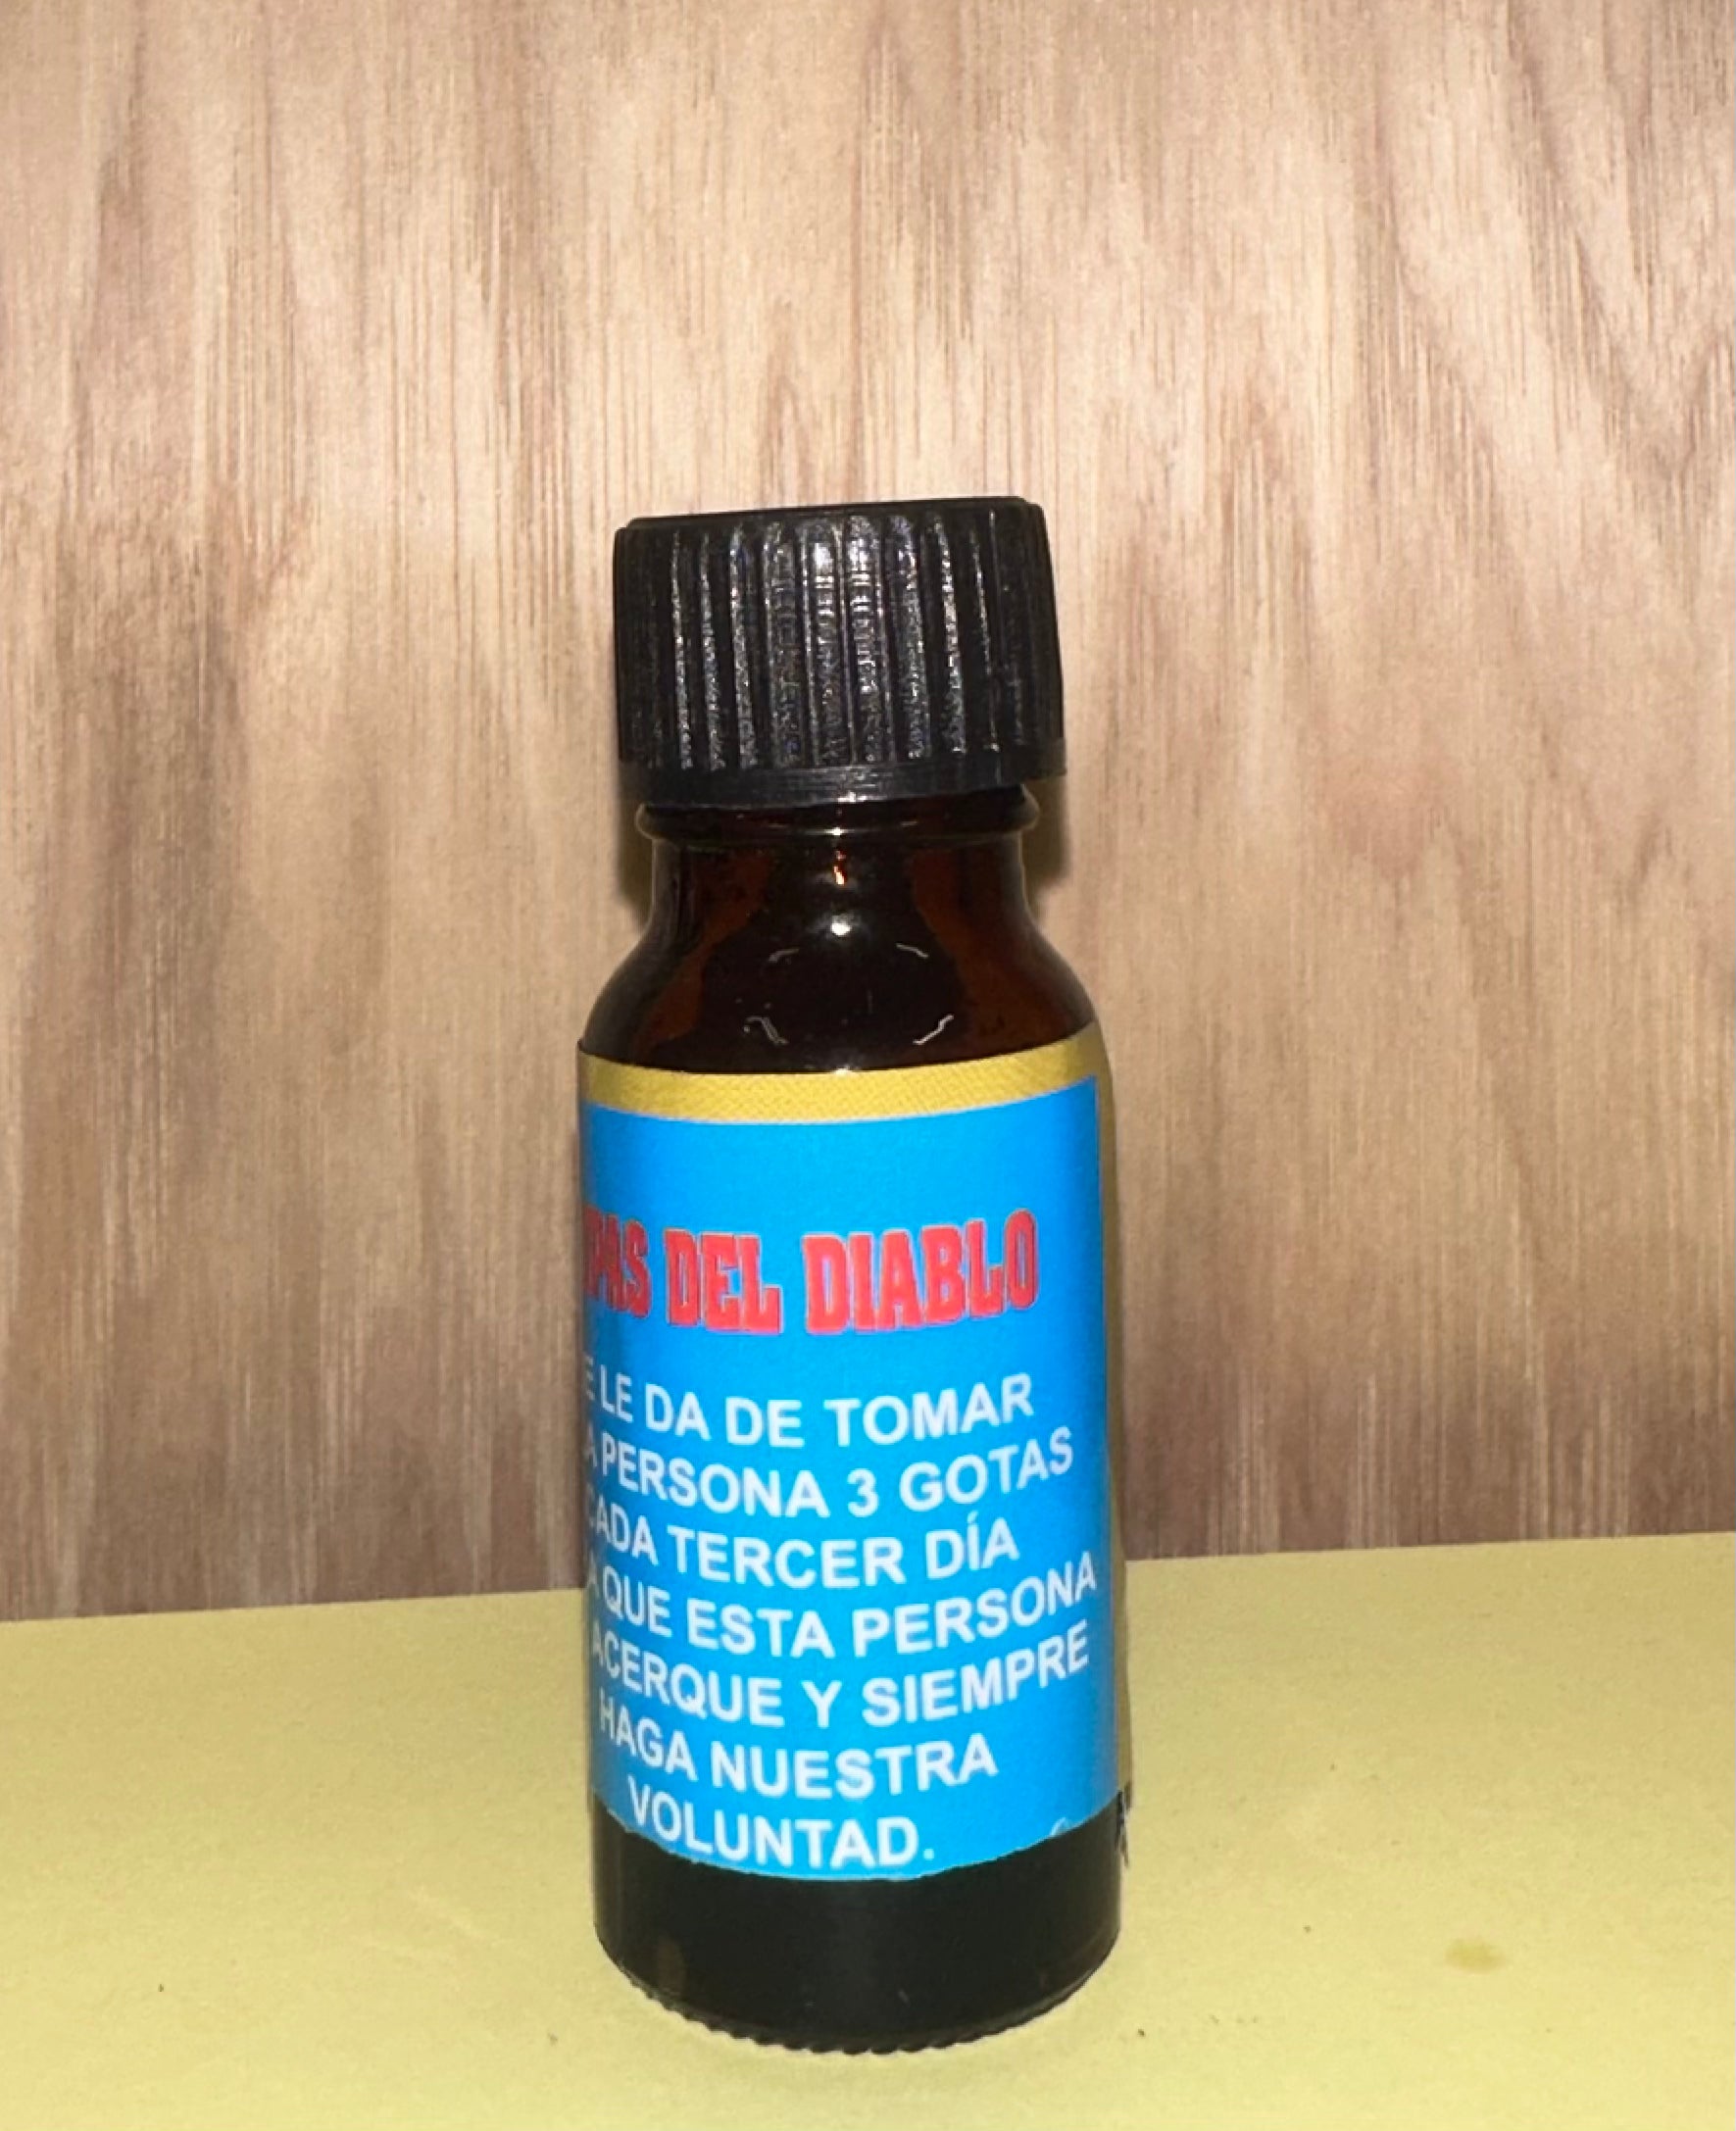 DEL DIABLO
LE DA DE TOMAR
PERSONA 3 GOTAS
CADA TERCER DÍA
QUE ESTA PERSONA
ACERQUE Y SIEMPRE
HAGA NUESTRA
VOLUNTAD.